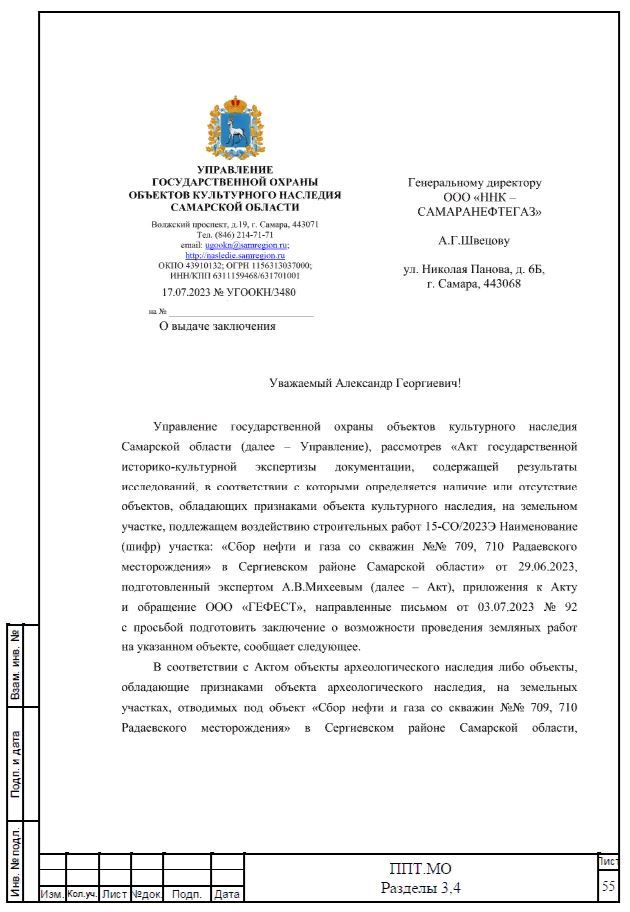 УПРАВЛЕНИЕ
ГОСУДАРСТВЕННОЙ ОХРАНЫ
ОБЪЕКТОВ КУЛЬТУРНОГО НАСЛЕДИЯ
САМАРСКОЙ ОБЛАСТИ
Волжский проспект, д.19, г. Самара, 443071
Тел. (846) 214-71-71
email: ugookn@samregion.ru;
http://nasledie.samregion.ru
ОКПО 43910132; ОГРН 1156313037000;
ИНН/КПП 6311159468/631701001
17.07.2023 № УГООКН/3480
на №
О выдаче заключения
Генеральному директору
ООО «ННК –
САМАРАНЕФТЕГАЗ»
А.Г.Швецову
ул. Николая Панова, д. 6Б,
г. Самара, 443068
Уважаемый Александр Георгиевич!
Управление государственной охраны объектов культурного наследия
Самарской области (далее – Управление), рассмотрев «Акт государственной
историко-культурной экспертизы документации, содержащей результаты
исследований, в соответствии с которыми определяется наличие или отсутствие
объектов, обладающих признаками объекта культурного наследия, на земельном
участке, подлежащем воздействию строительных работ 15-СО/2023Э Наименование
(шифр) участка: «Сбор нефти и газа со скважин №№ 709, 710 Радаевского
месторождения» в Сергиевском районе Самарской области» от 29.06.2023,
подготовленный экспертом А.В.Михеевым (далее – Акт), приложения к Акту
и обращение ООО «ГЕФЕСТ», направленные письмом от 03.07.2023 № 92
с просьбой подготовить заключение о возможности проведения земляных работ
на указанном объекте, сообщает следующее.
В соответствии с Актом объекты археологического наследия либо объекты,
обладающие признаками объекта археологического наследия, на земельных
участках, отводимых под объект «Сбор нефти и газа со скважин №№ 709, 710
Радаевского месторождения» в Сергиевском районе Самарской области,
Взам. инв. №
Подп. и дата
Инв. № подл.
Изм. Кол.уч. Лист №док. Подп. Дата
ППТ.МО
Разделы 3,4
Лист
55